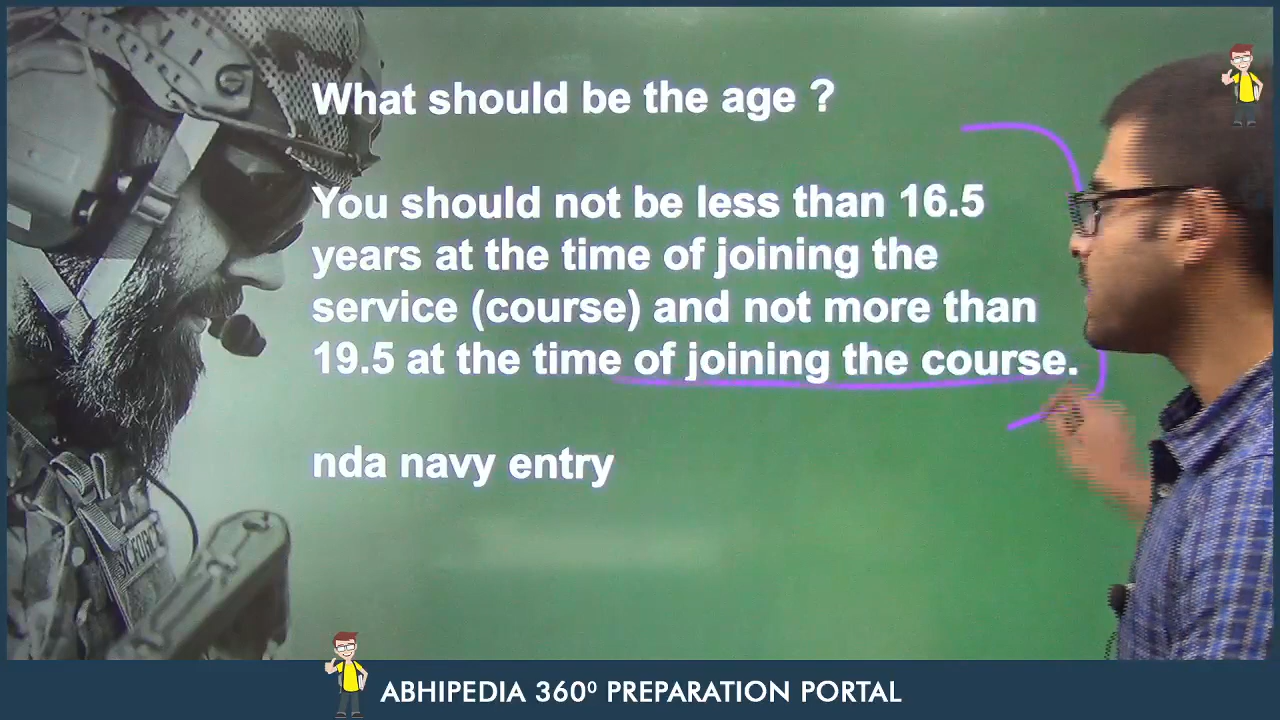 What should be the age ?
You should not be less than 16.5
years at the time of joining the
service (course) and not more than
19.5 at the time of joining the course.
nda navy entry
ABHIPEDIA 360⁰ PREPARATION PORTAL